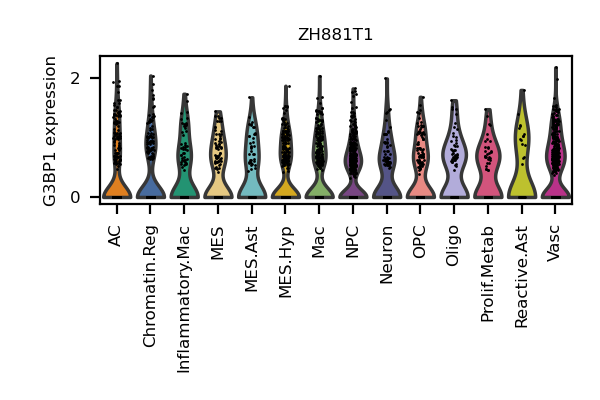 ZH881T1
G3BP1 expression
2
0
AC
Chromatin.Reg
Inflammatory.Mac
MES
MES.Ast
MES.Hyp
Mac
NPC
Neuron
OPC
Oligo
Prolif.Metab
Reactive.Ast
Vasc